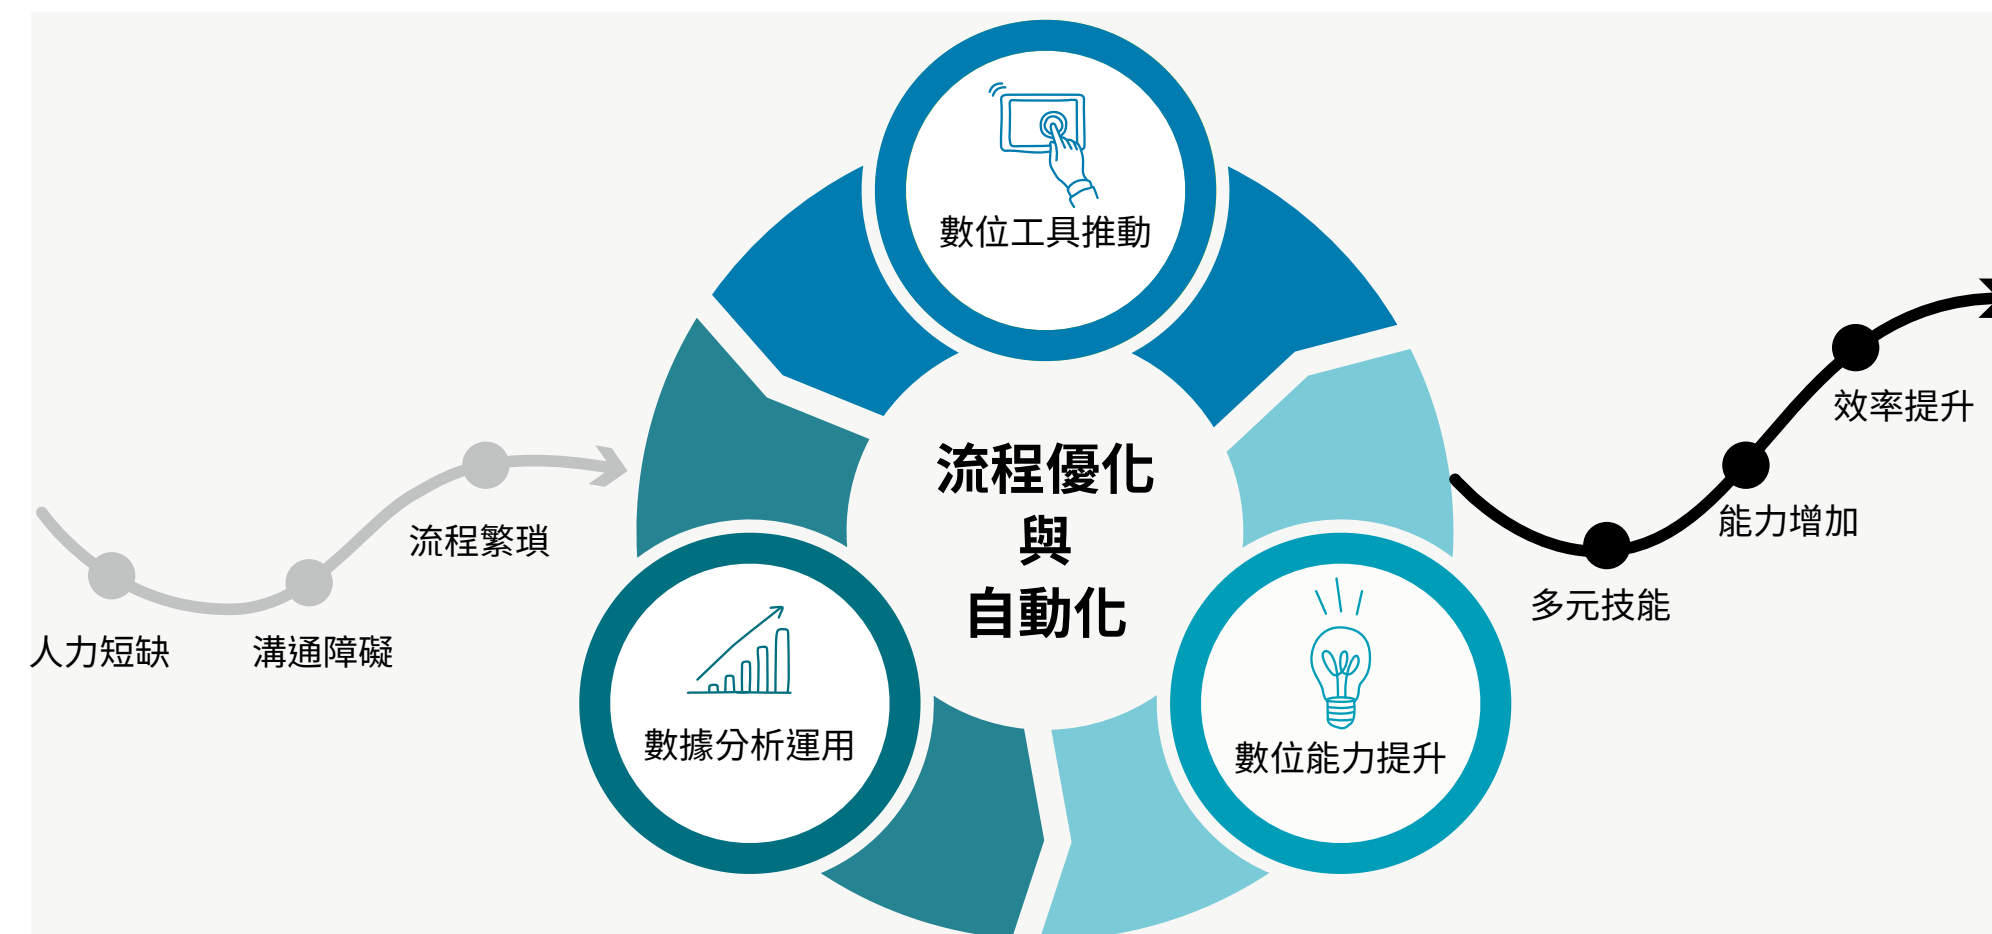 數位工具推動
流程優化
與
自動化
人力短缺
溝通障礙
流程繁瑣
數據分析運用
數位能力提升
多元技能
能力增加
效率提升